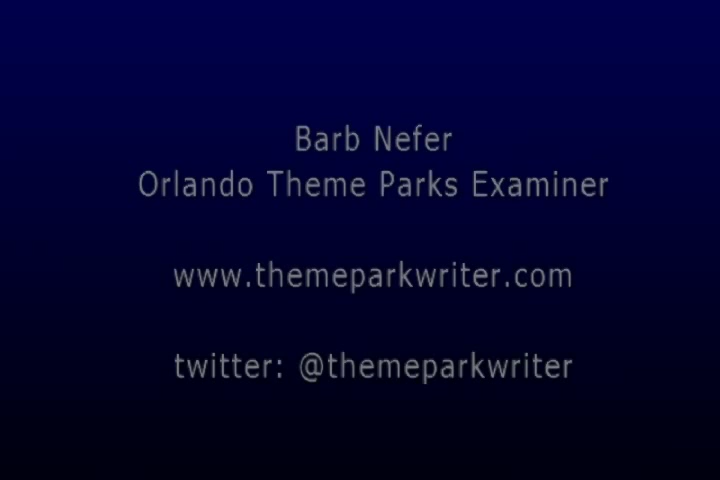 Barb Nefer
Orlando Theme Parks Examiner
www.themeparkwriter.com
twitter: @themeparkwriter